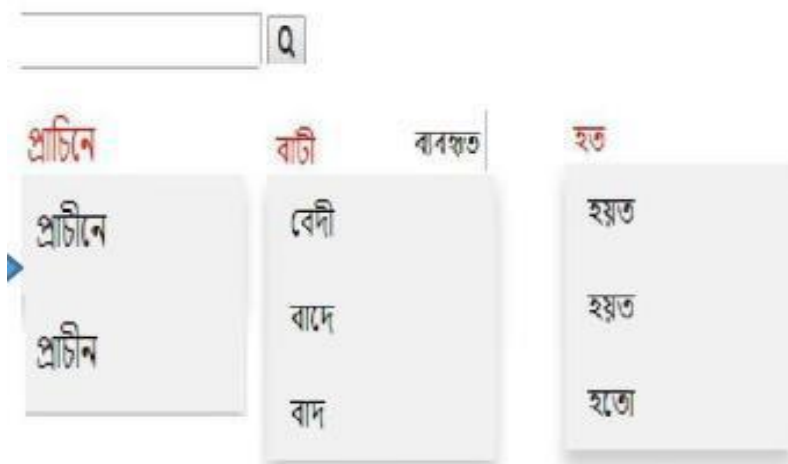 প্রাচিনে বাটী ব্যবহৃত হত
প্রাচীনে বেদী হয়ত
প্রাচীন বাদে হয়ত
বাদ হতো